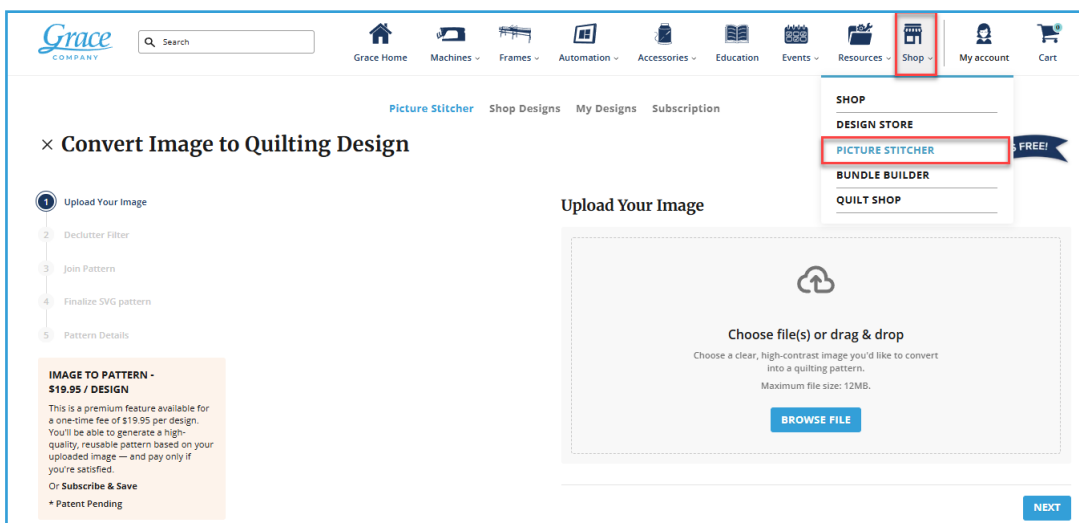 Grace
COMPANY
Search
Grace Home
Machines
Frames
Automation
Accessories
Education
Events
Resources
Shop
My account
0
Cart
Picture Stitcher
Shop Designs
My Designs
Subscription
SHOP
DESIGN STORE
PICTURE STITCHER
BUNDLE BUILDER
QUILT SHOP
FREE!
× Convert Image to Quilting Design
1 Upload Your Image
2 Declutter Filter
3 Join Pattern
4 Finalize SVG pattern
5 Pattern Details
IMAGE TO PATTERN -
$19.95 / DESIGN
This is a premium feature available for
a one-time fee of $19.95 per design.
You'll be able to generate a high-
quality, reusable pattern based on your
uploaded image — and pay only if
you're satisfied.
Or Subscribe & Save
* Patent Pending
Upload Your Image
Choose file(s) or drag & drop
Choose a clear, high-contrast image you'd like to convert
into a quilting pattern.
Maximum file size: 12MB.
BROWSE FILE
NEXT